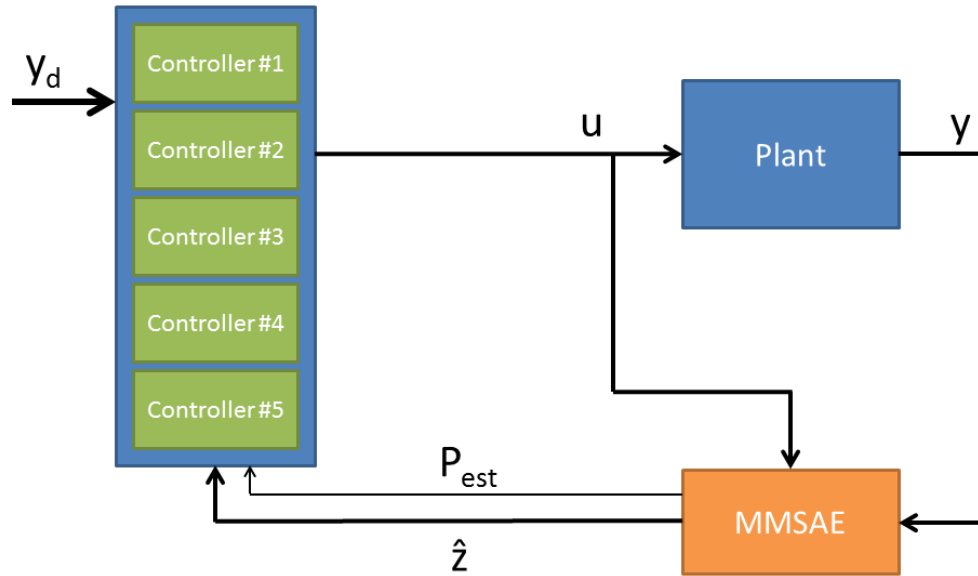 y_d
Controller #1
Controller #2
Controller #3
Controller #4
Controller #5
u
Plant
y
P_est
MMSAE
ẑ